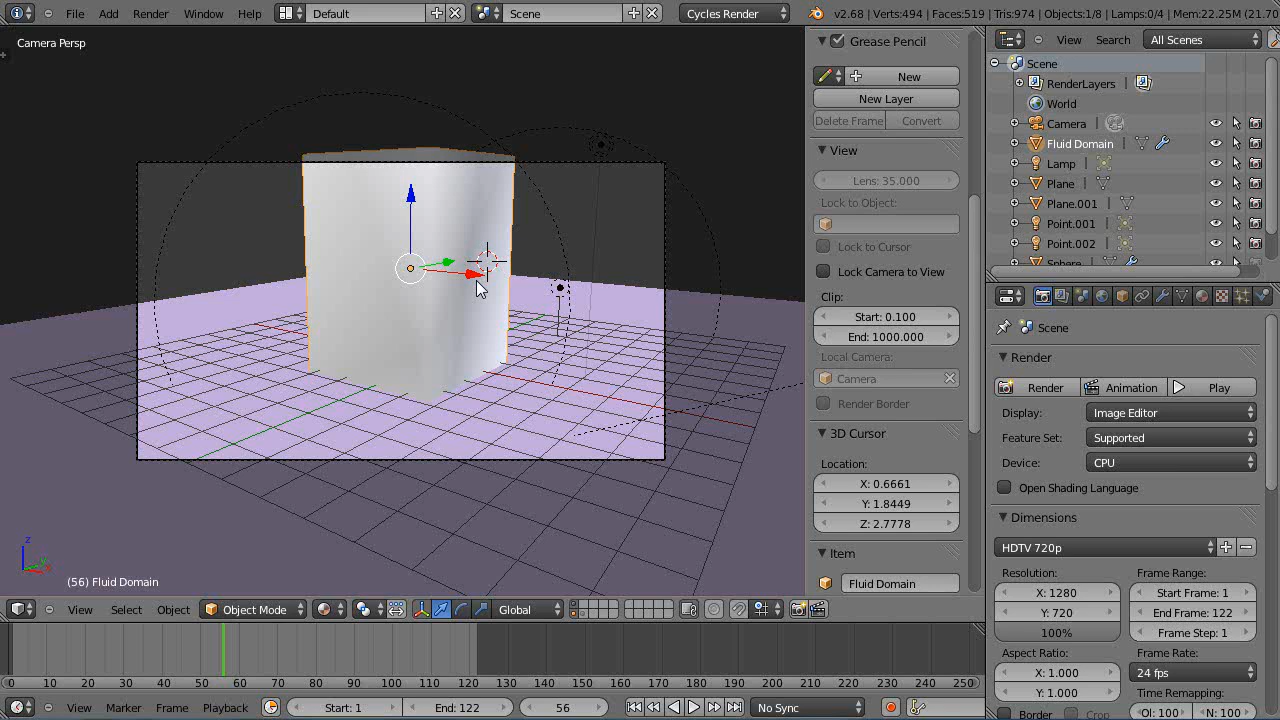 File Add Render Window Help Default Scene Cycles Render v2.68 | Verts:494 | Faces:519 | Tris:974 | Objects:1/8 | Lamps:0/4 | Mem:22.25M (21.70
Camera Persp
Grease Pencil
New
New Layer
Delete Frame Convert
View
Lens: 35.000
Lock to Object:
Lock to Cursor
Lock Camera to View
Clip:
Start: 0.100
End: 1000.000
Local Camera:
Camera
Render Border
3D Cursor
Location:
X: 0.6661
Y: 1.8449
Z: 2.7778
Item
Fluid Domain
View Search All Scenes
Scene
RenderLayers
World
Camera
Fluid Domain
Lamp
Plane
Plane.001
Point.001
Point.002
Sphere
Scene
Render
Render Animation Play
Display: Image Editor
Feature Set: Supported
Device: CPU
Open Shading Language
Dimensions
HDTV 720p
Resolution: Frame Range:
X: 1280 Start Frame: 1
Y: 720 End Frame: 122
100% Frame Step: 1
Aspect Ratio: Frame Rate:
X: 1.000 24 fps
Y: 1.000 Time Remapping:
Border Crop Ol: 100 N: 100
z
(56) Fluid Domain
View Select Object Object Mode Global
0 10 20 30 40 50 60 70 80 90 100 110 120 130 140 150 160 170 180 190 200 210 220 230 240 250
View Marker Frame Playback Start: 1 End: 122 56 No Sync